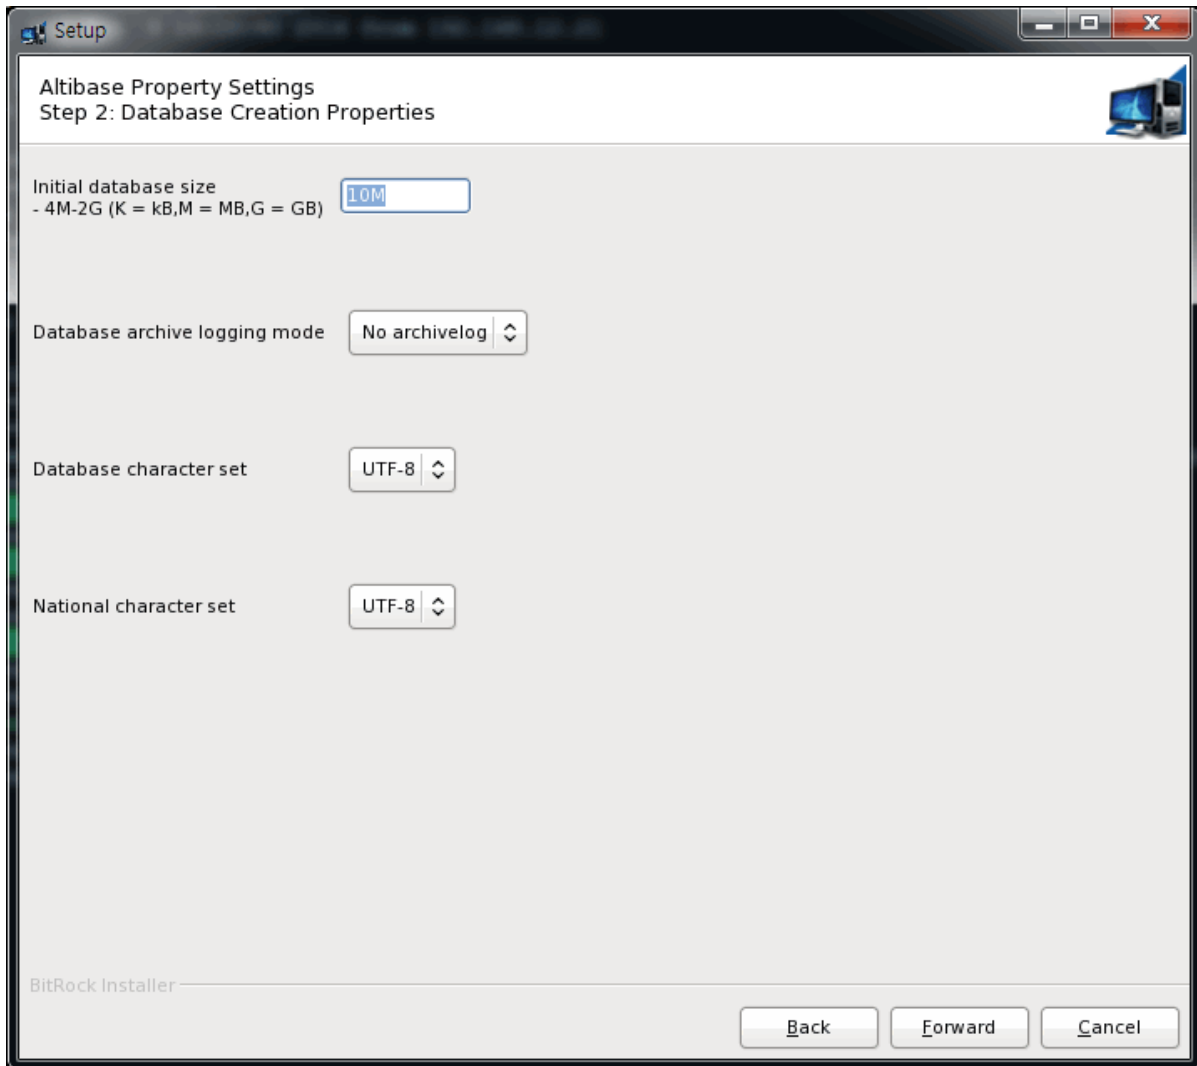 Setup
Altibase Property Settings
Step 2: Database Creation Properties
Initial database size
- 4M-2G (K = kB,M = MB,G = GB)
10M
Database archive logging mode
No archivelog
Database character set
UTF-8
National character set
UTF-8
BitRock Installer
Back
Forward
Cancel